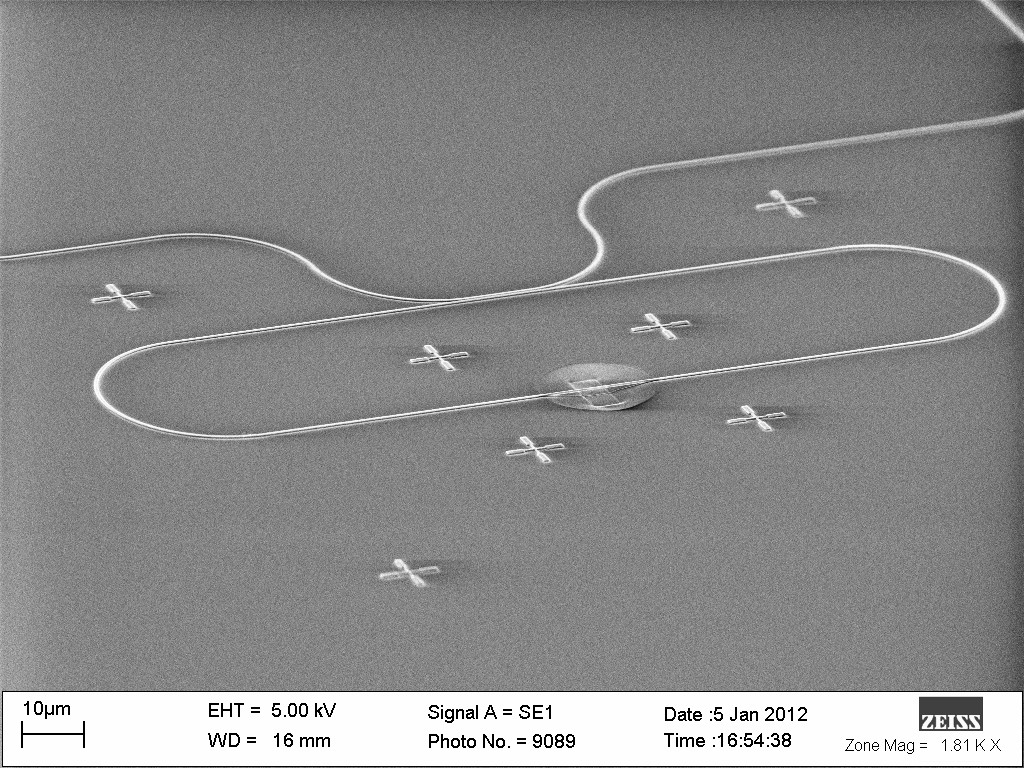 10µm
EHT = 5.00 kV
WD = 16 mm
Signal A = SE1
Photo No. = 9089
Date :5 Jan 2012
Time :16:54:38
ZEISS
Zone Mag = 1.81 K X